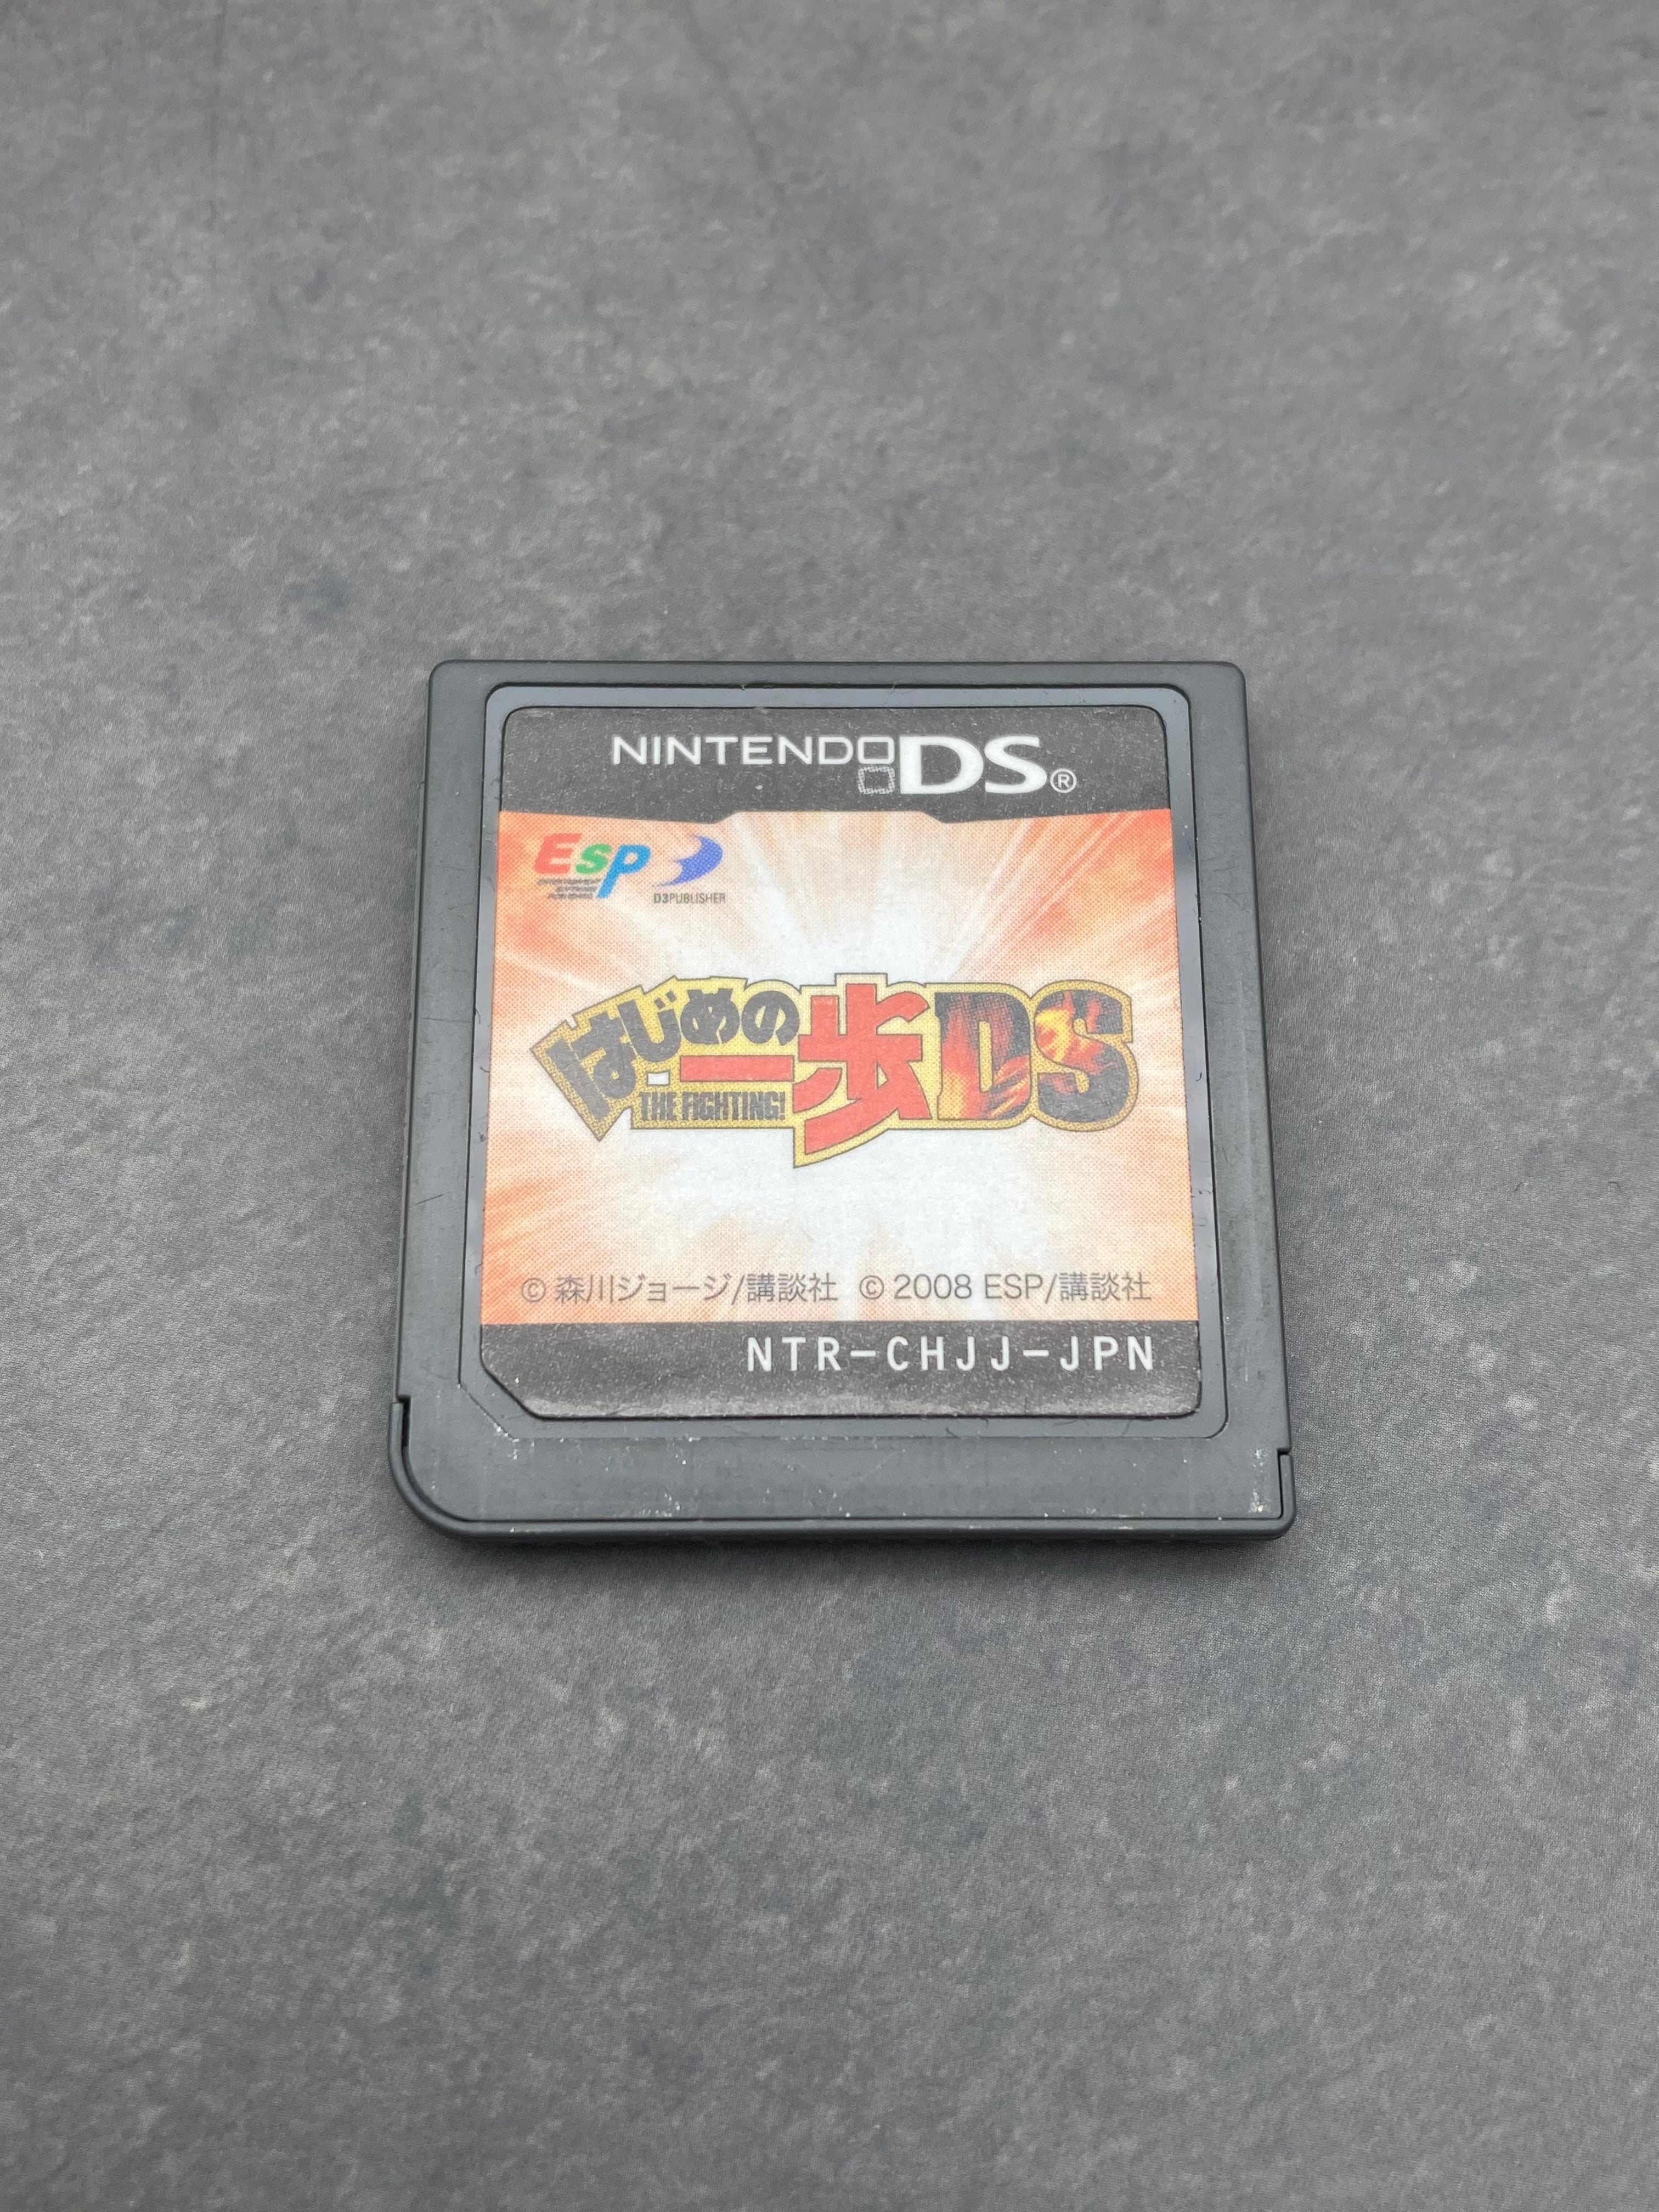 NINTENDO DS®
Esp
D3PUBLISHER
はじめの一歩DS
THE FIGHTING!
© 森川ジョージ/講談社 © 2008 ESP/講談社
NTR-CHJJ-JPN